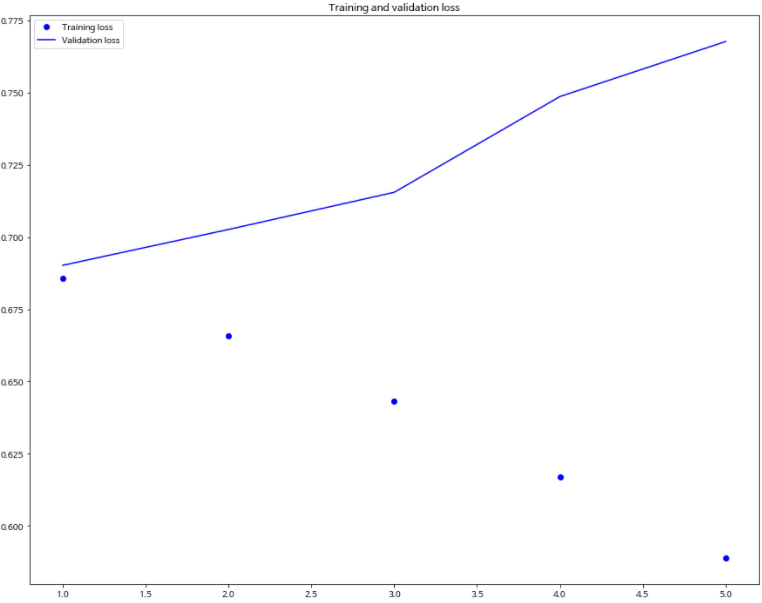 Training and validation loss
Training loss
Validation loss
0.775
0.750
0.725
0.700
0.675
0.650
0.625
0.600
1.0 1.5 2.0 2.5 3.0 3.5 4.0 4.5 5.0